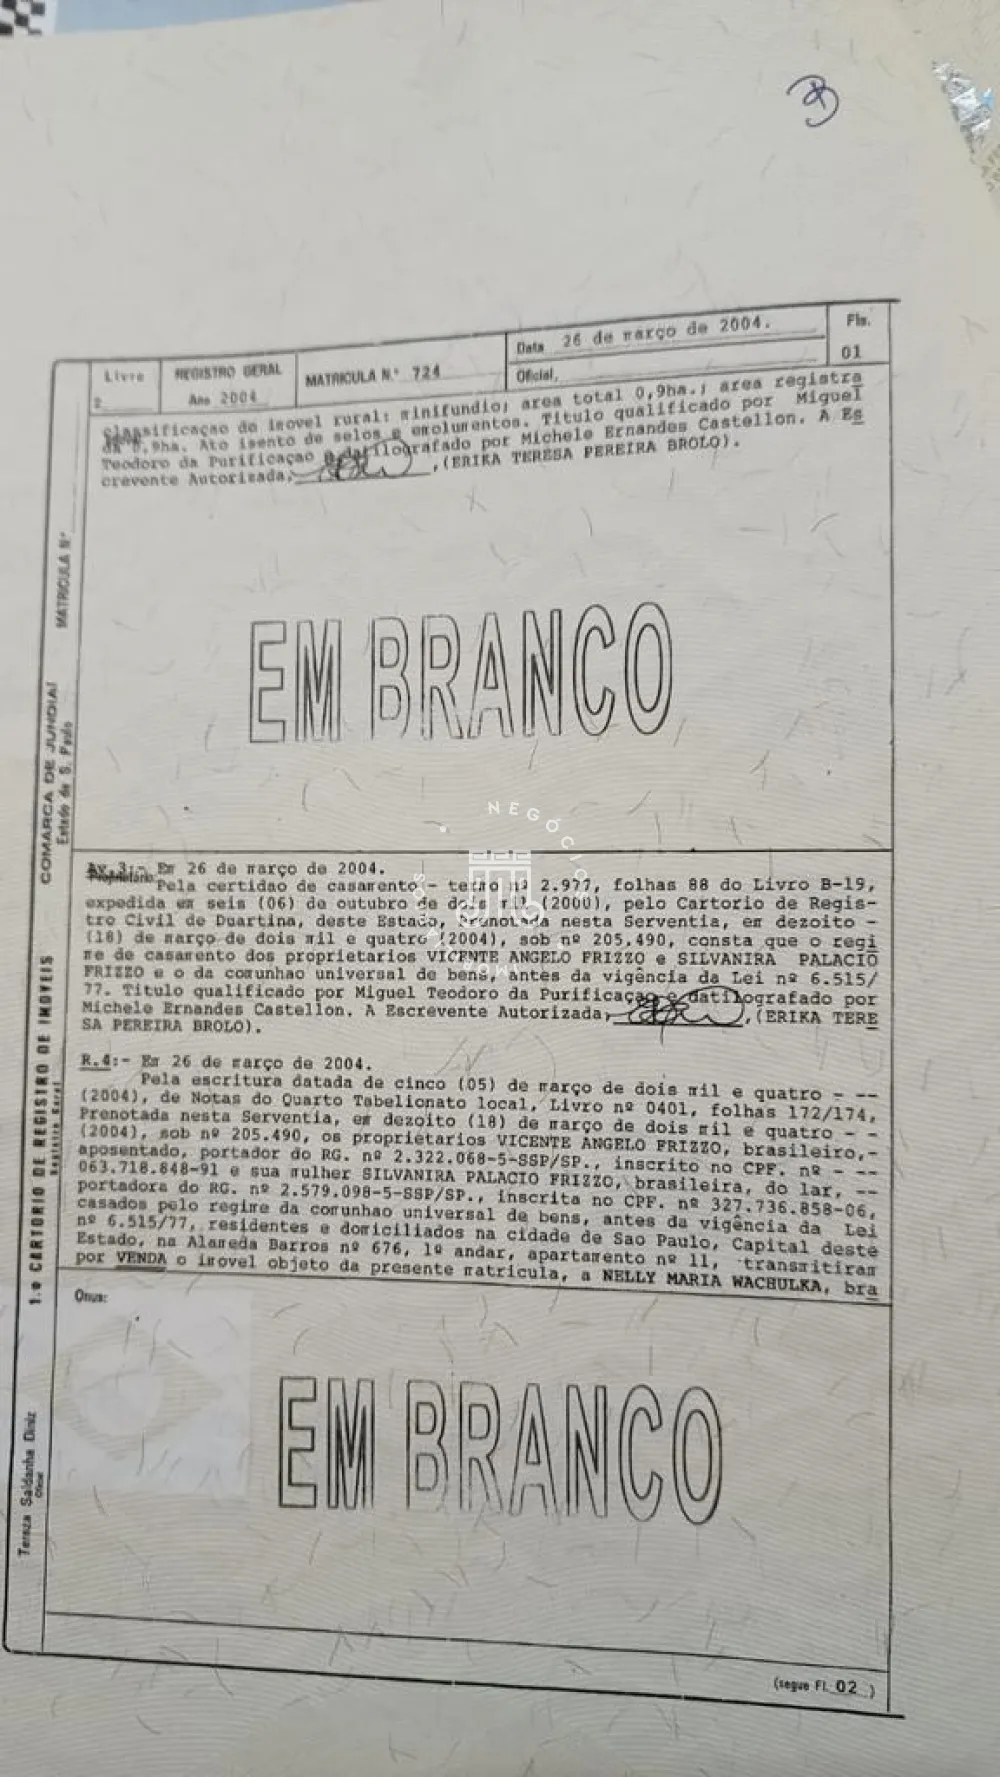 Livro
2
REGISTRO GERAL
Ano 2004
MATRICULA N.º 724
Data 26 de março de 2004.
Oficial,
Fls.
01
classificação do imovel rural: minifundio; area total 0,9ha.; area registra
da 0,9ha. Ato isento de selos e emolumentos. Titulo qualificado por Miguel
Teodoro da Purificação e datilografado por Michele Ernandes Castellon. A Es
crevente Autorizada, ,(ERIKA TERESA PEREIRA BROLO).
EM BRANCO
Av.3:- Em 26 de março de 2004.
Proprietário:
Pela certidao de casamento - termo nº 2.977, folhas 88 do Livro B-19,
expedida em seis (06) de outubro de dois mil (2000), pelo Cartorio de Regis-
tro Civil de Duartina, deste Estado, Prenotada nesta Serventia, em dezoito -
(18) de março de dois mil e quatro (2004), sob nº 205.490, consta que o regi
me de casamento dos proprietarios VICENTE ANGELO FRIZZO e SILVANIRA PALACIO
FRIZZO e o da comunhao universal de bens, antes da vigência da Lei nº 6.515/
77. Titulo qualificado por Miguel Teodoro da Purificação e datilografado por
Michele Ernandes Castellon. A Escrevente Autorizada, ,(ERIKA TERE
SA PEREIRA BROLO).
R.4:- Em 26 de março de 2004.
Pela escritura datada de cinco (05) de março de dois mil e quatro - --
(2004), de Notas do Quarto Tabelionato local, Livro nº 0401, folhas 172/174,
Prenotada nesta Serventia, em dezoito (18) de março de dois mil e quatro - -
(2004), sob nº 205.490, os proprietarios VICENTE ANGELO FRIZZO, brasileiro,-
aposentado, portador do RG. nº 2.322.068-5-SSP/SP., inscrito no CPF. nº - --
063.718.848-91 e sua mulher SILVANIRA PALACIO FRIZZO, brasileira, do lar, --
portadora do RG. nº 2.579.098-5-SSP/SP., inscrita no CPF. nº 327.736.858-06,
casados pelo regime da comunhao universal de bens, antes da vigência da Lei
nº 6.515/77, residentes e domiciliados na cidade de Sao Paulo, Capital deste
Estado, na Alameda Barros nº 676, 1º andar, apartamento nº 11, transmitiram
por VENDA o imovel objeto da presente matricula, a NELLY MARIA WACHULKA, bra
Onus:
EM BRANCO
(segue Fl. 02 )
MATRICULA Nº
COMARCA DE JUNDIAÍ
Estado de S. Paulo
1.º CARTORIO DE REGISTRO DE IMOVEIS
Registro Geral
Tereza Saldanha Diniz
Oficial
NEGÓCIOS IMOBILIÁRIOS